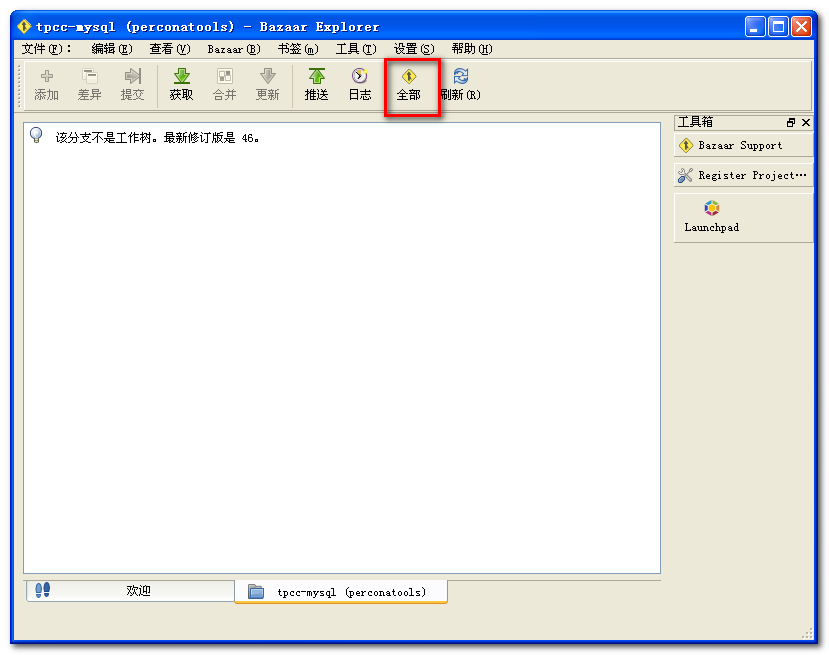 tpcc-mysql (perconatools) - Bazaar Explorer
文件(F): 编辑(E) 查看(V) Bazaar(B) 书签(m) 工具(T) 设置(S) 帮助(H)
添加 差异 提交 获取 合并 更新 推送 日志 全部 刷新(R)
工具箱
该分支不是工作树。最新修订版是 46。
Bazaar Support
Register Project...
Launchpad
欢迎 tpcc-mysql (perconatools)